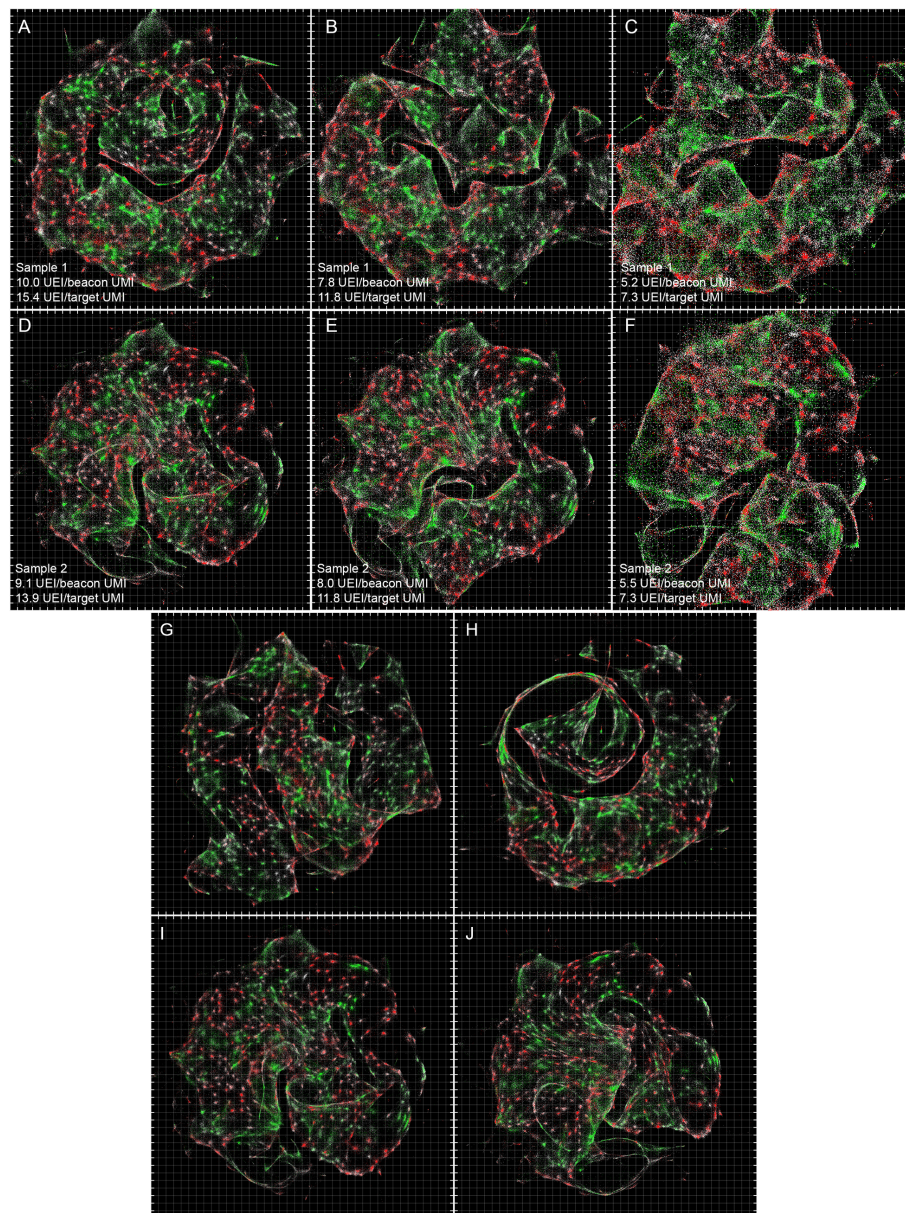 A
Sample 1
10.0 UEI/beacon UMI
15.4 UEI/target UMI
B
Sample 1
7.8 UEI/beacon UMI
11.8 UEI/target UMI
C
Sample 1
5.2 UEI/beacon UMI
7.3 UEI/target UMI
D
Sample 2
9.1 UEI/beacon UMI
13.9 UEI/target UMI
E
Sample 2
8.0 UEI/beacon UMI
11.8 UEI/target UMI
F
Sample 2
5.5 UEI/beacon UMI
7.3 UEI/target UMI
G
H
I
J